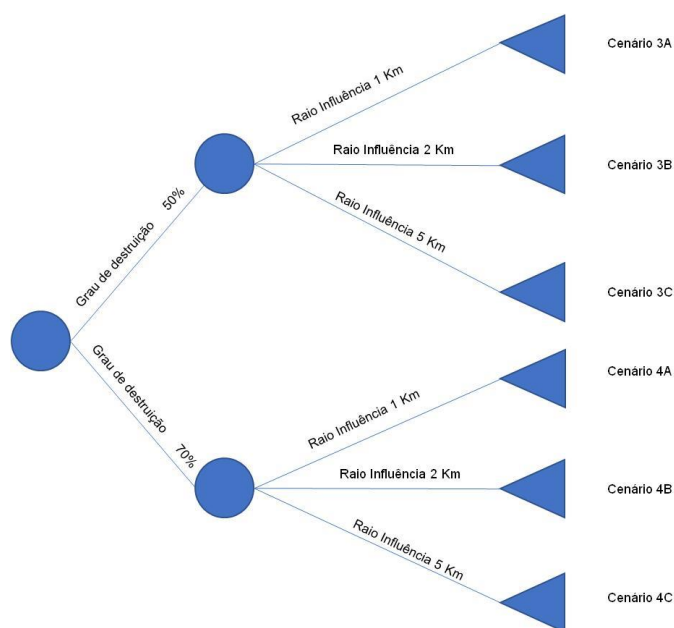 Raio Influência 1 Km
Cenário 3A
Raio Influência 2 Km
Cenário 3B
Grau de destruição 50%
Raio Influência 5 Km
Cenário 3C
Grau de destruição 70%
Raio Influência 1 Km
Cenário 4A
Raio Influência 2 Km
Cenário 4B
Raio Influência 5 Km
Cenário 4C